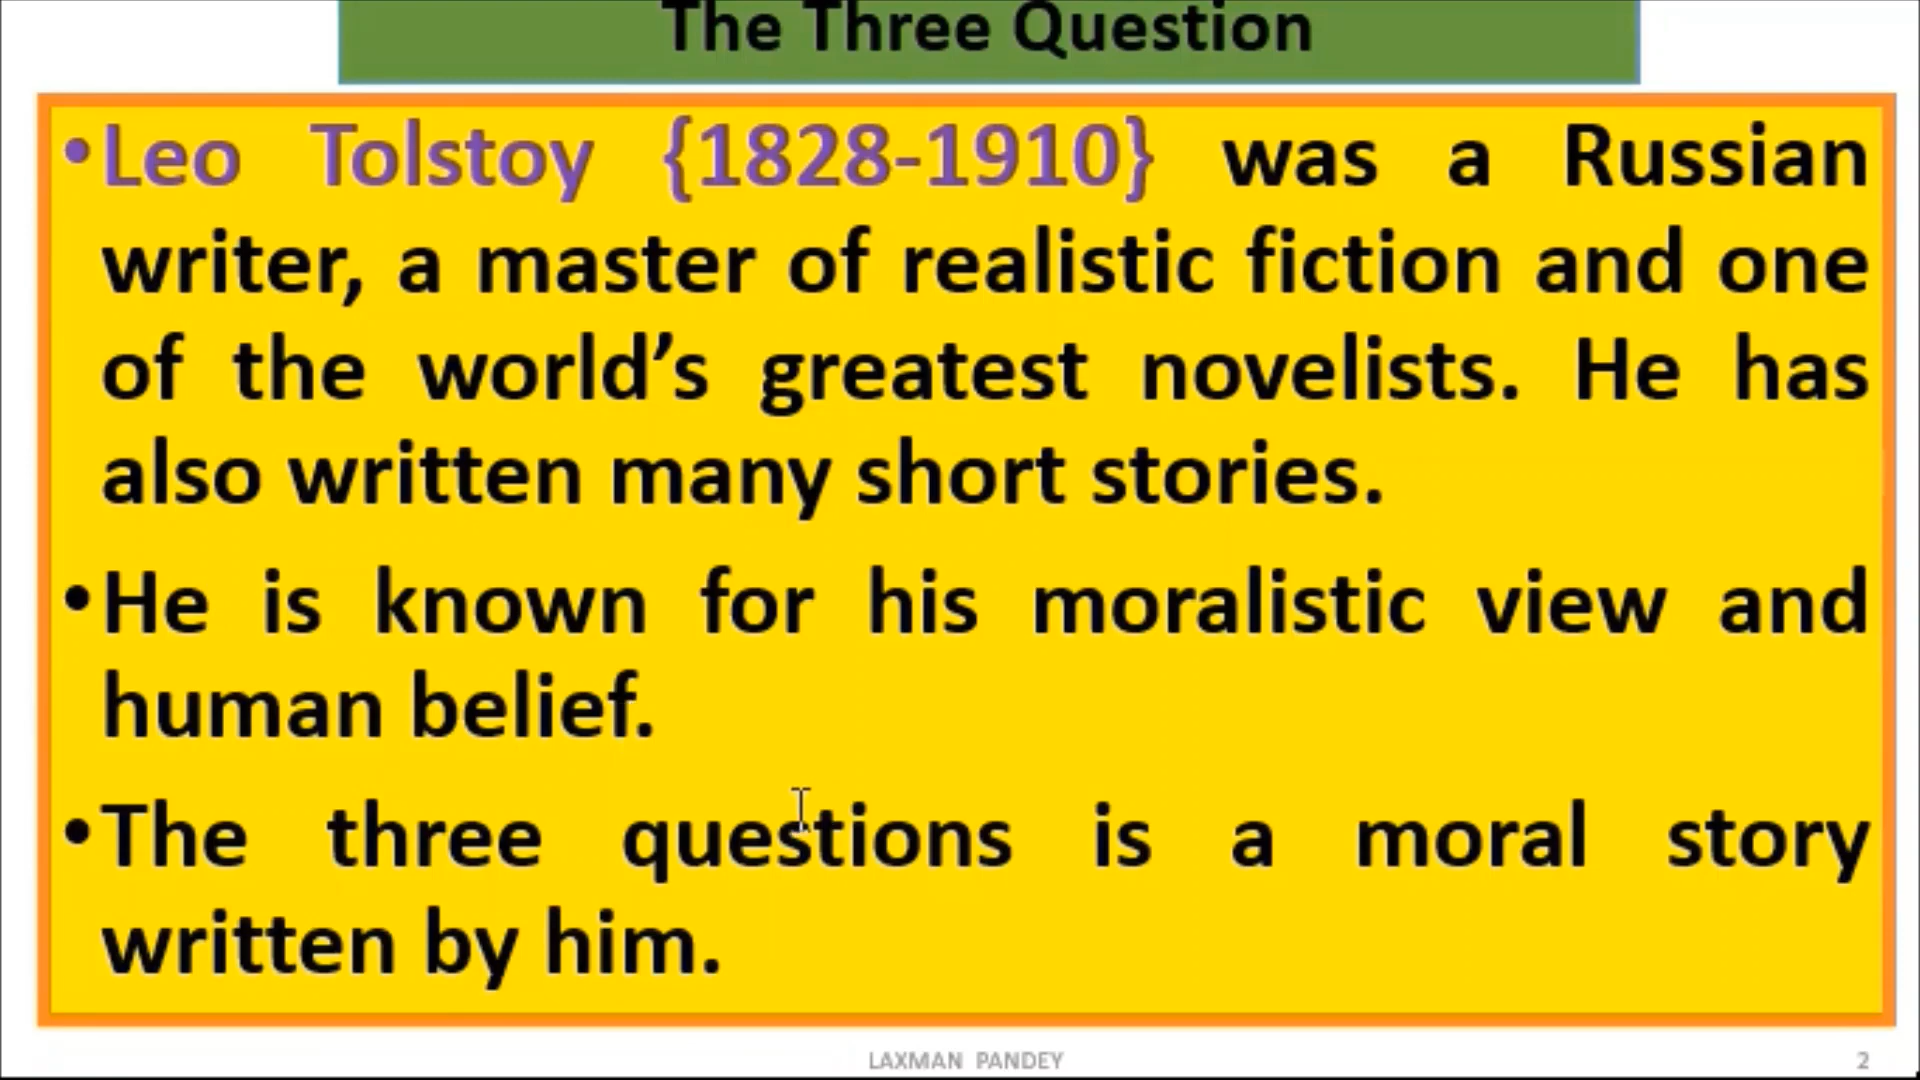 The Three Question
•Leo Tolstoy {1828-1910} was a Russian
writer, a master of realistic fiction and one
of the world’s greatest novelists. He has
also written many short stories.
•He is known for his moralistic view and
human belief.
•The three questions is a moral story
written by him.
LAXMAN PANDEY
2